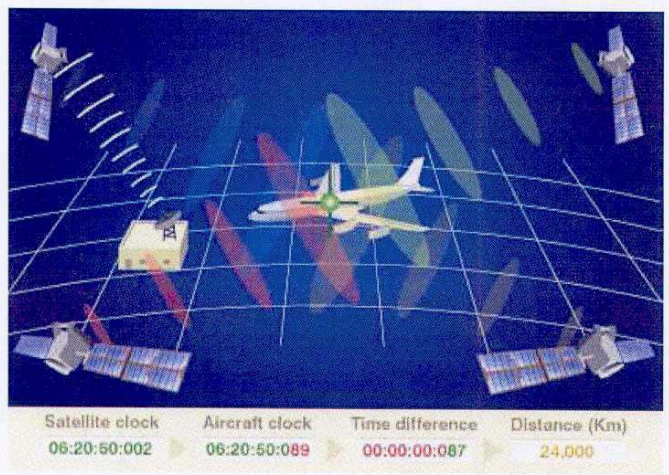 Satellite clock Aircraft clock Time difference Distance (Km)
06:20:50:002 06:20:50:089 00:00:00:087 24,000